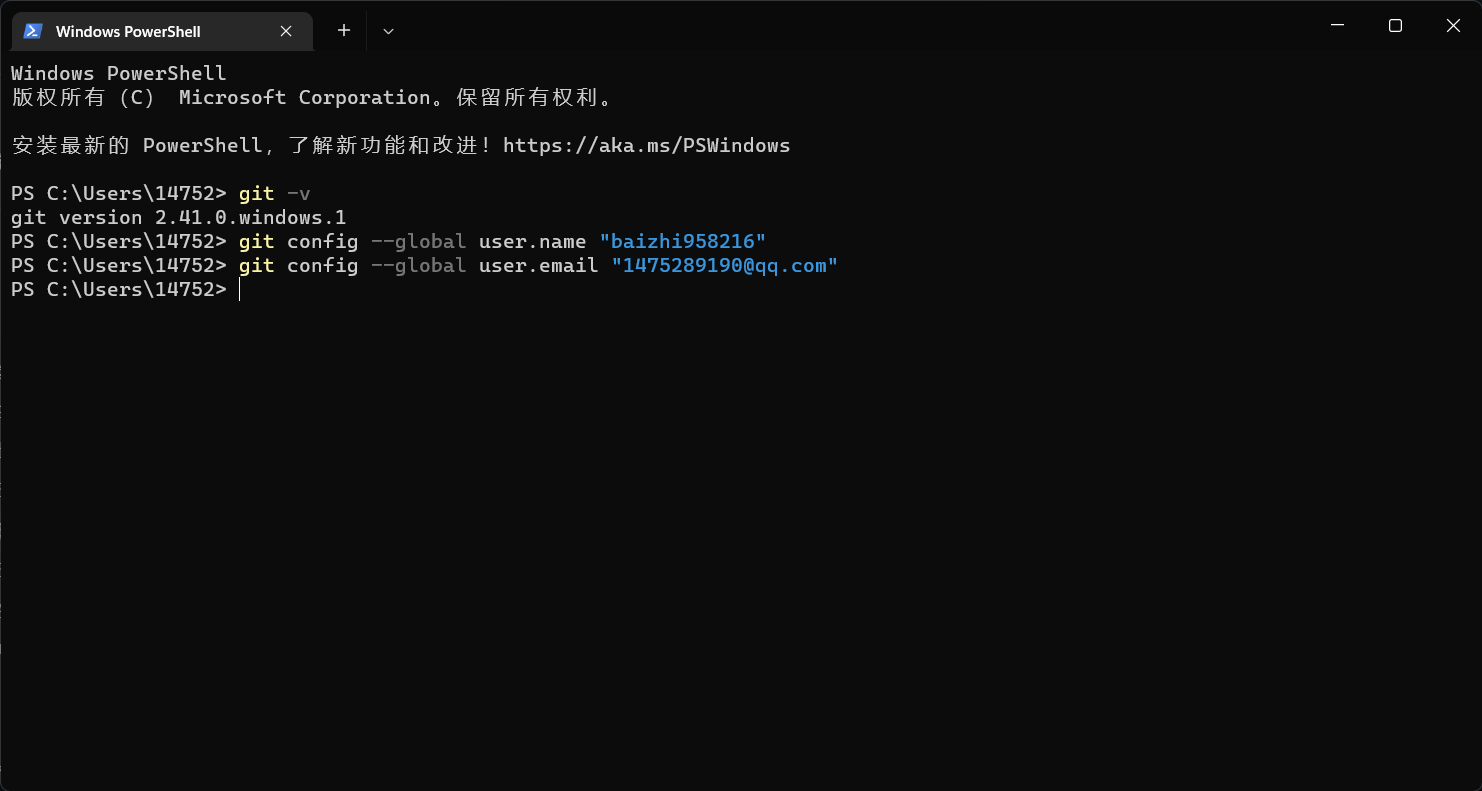 Windows PowerShell
Windows PowerShell
版权所有（C） Microsoft Corporation。保留所有权利。
安装最新的 PowerShell，了解新功能和改进！https://aka.ms/PSWindows
PS C:\Users\14752> git -v
git version 2.41.0.windows.1
PS C:\Users\14752> git config --global user.name "baizhi958216"
PS C:\Users\14752> git config --global user.email "1475289190@qq.com"
PS C:\Users\14752>